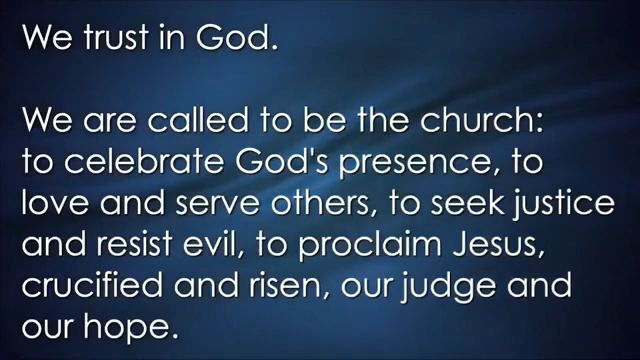 We trust in God.
We are called to be the church:
to celebrate God's presence, to
love and serve others, to seek justice
and resist evil, to proclaim Jesus,
crucified and risen, our judge and
our hope.